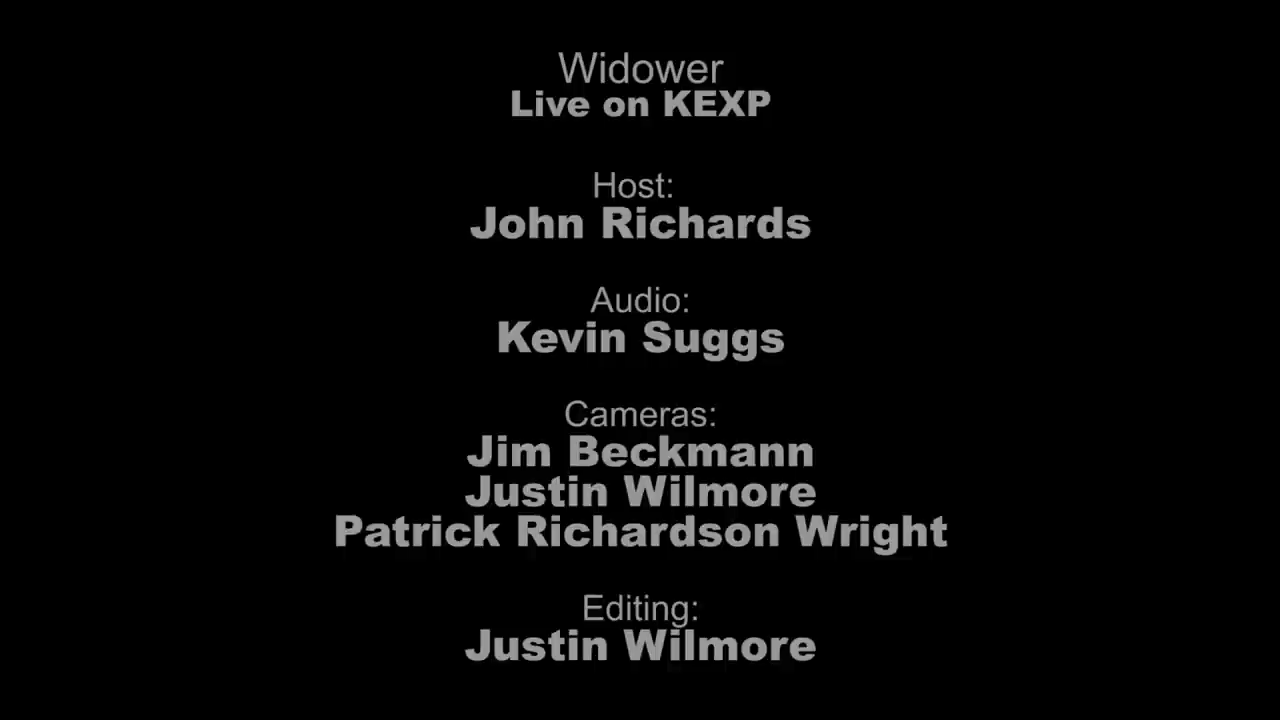 Widower
Live on KEXP
Host:
John Richards
Audio:
Kevin Suggs
Cameras:
Jim Beckmann
Justin Wilmore
Patrick Richardson Wright
Editing:
Justin Wilmore